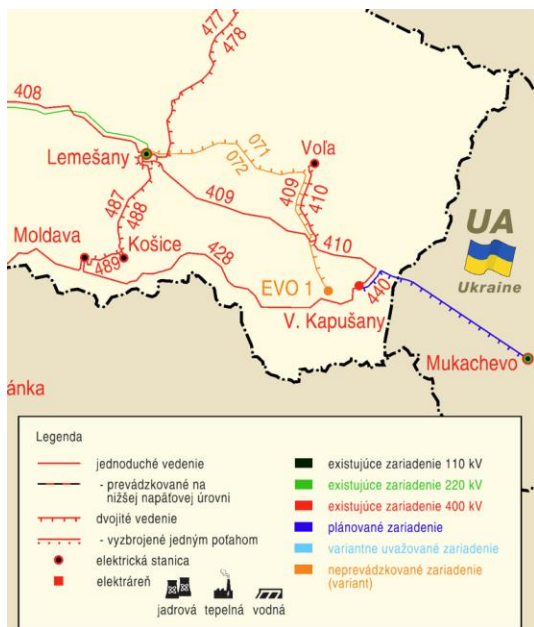 477
478
408
Lemešany
071
072
Voľa
409
410
487
488
409
410
UA
Ukraine
Moldava
489
Košice
428
EVO 1
V. Kapušany
440
Mukachevo
ánka
Legenda
jednoduché vedenie
- prevádzkované na
nižšej napäťovej úrovni
dvojité vedenie
- vyzbrojené jedným poťahom
elektrická stanica
elektráreň
jadrová tepelná vodná
existujúce zariadenie 110 kV
existujúce zariadenie 220 kV
existujúce zariadenie 400 kV
plánované zariadenie
variantne uvažované zariadenie
neprevádzkované zariadenie
(variant)